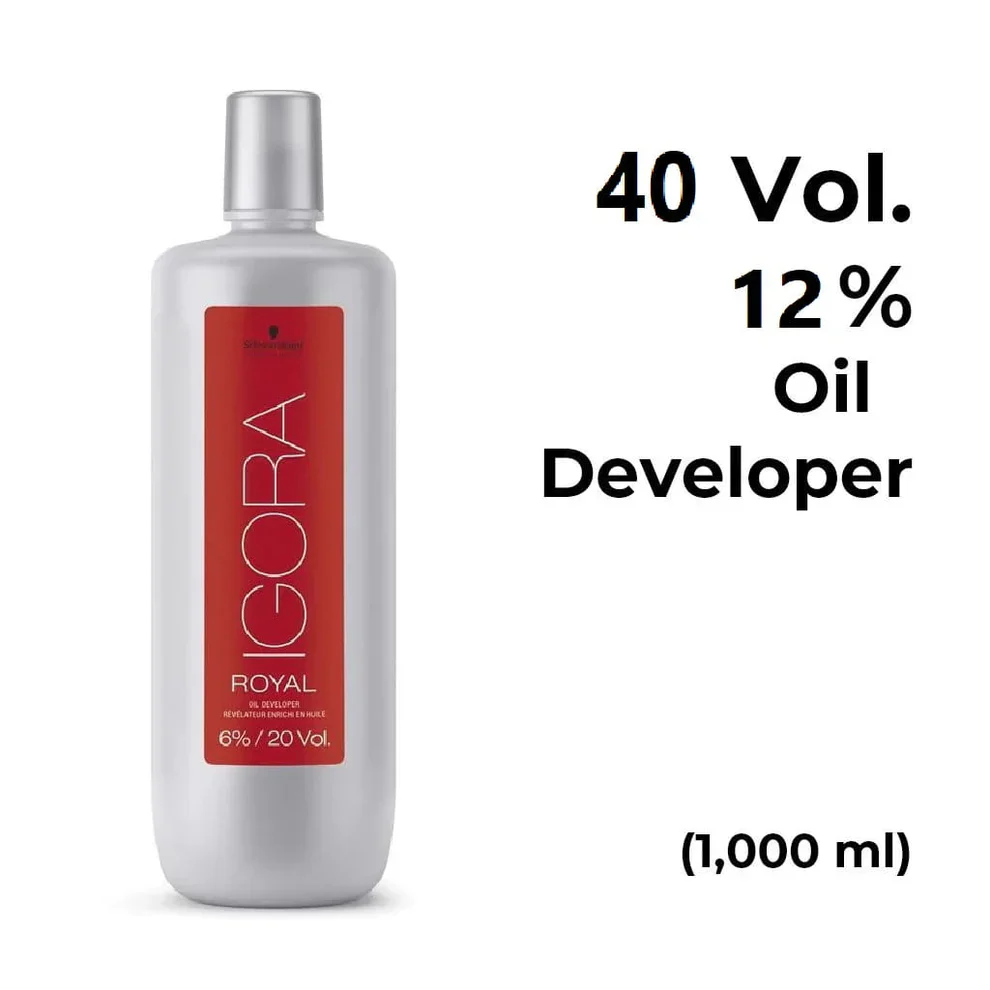 Schwarzkopf
IGORA
ROYAL
OIL DEVELOPER
RÉVÉLATEUR ENRICHI EN HUILE
6% / 20 Vol.
40 Vol.
12%
Oil
Developer
(1,000 ml)